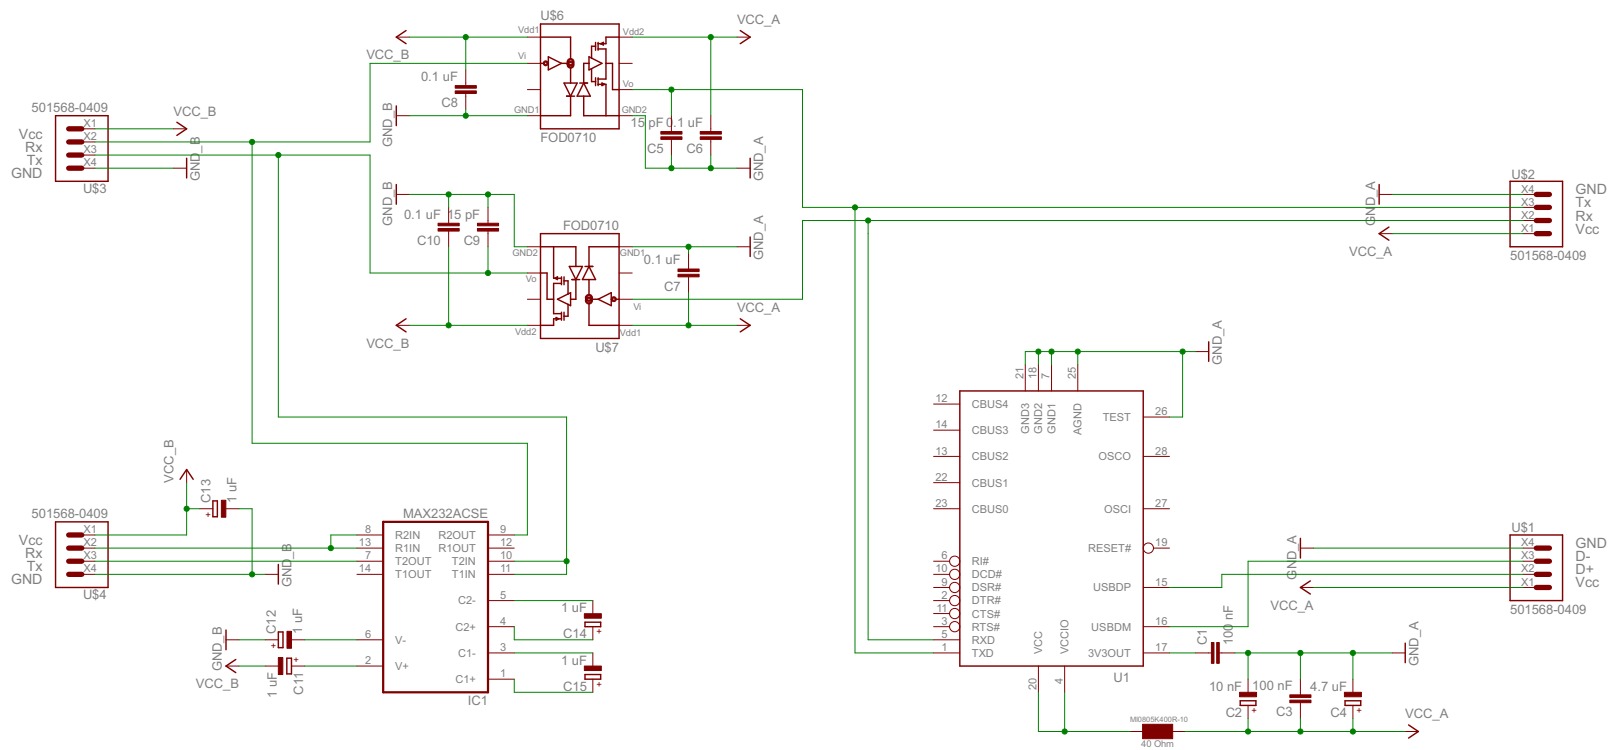 U$6
VCC_A
Vdd1
Vdd2
VCC_B
Vi
0.1 uF
C8
Vo
GND1
GND2
GND_B
FOD0710
15 pF
0.1 uF
C5
C6
GND_A
501568-0409
VCC_B
X1
X2
X3
X4
Vcc
Rx
Tx
GND
GND_B
U$3
GND_B
0.1 uF
15 pF
C10
C9
FOD0710
GND_A
GND2
GND1
0.1 uF
C7
Vo
Vi
VCC_A
Vdd2
Vdd1
VCC_B
U$7
U$2
GND_A
X4
X3
X2
X1
GND
Tx
Rx
Vcc
VCC_A
501568-0409
GND_A
21
18
7
25
GND3
GND2
GND1
AGND
12
CBUS4
TEST
26
14
CBUS3
13
CBUS2
OSCO
28
22
CBUS1
23
CBUS0
OSCI
27
RESET#
19
6
RI#
10
DCD#
9
DSR#
USBDP
15
2
DTR#
11
CTS#
3
RTS#
USBDM
16
5
RXD
1
TXD
3V3OUT
17
VCC
VCCIO
20
4
U1
C1
100 nF
GND_A
10 nF
C2
100 nF
C3
4.7 uF
C4
VCC_A
MI0805K400R-10
40 Ohm
U$1
GND_A
X4
X3
X2
X1
GND
D-
D+
Vcc
VCC_A
501568-0409
VCC_B
C13
1 uF
501568-0409
X1
X2
X3
X4
Vcc
Rx
Tx
GND
GND_B
U$4
MAX232ACSE
8
R2IN
R2OUT
9
13
R1IN
R1OUT
12
7
T2OUT
T2IN
10
14
T1OUT
T1IN
11
C2-
5
1 uF
C2+
4
C14
C12
1 uF
GND_B
6
V-
C1-
3
1 uF
2
V+
C1+
1
C15
VCC_B
1 uF
C11
IC1